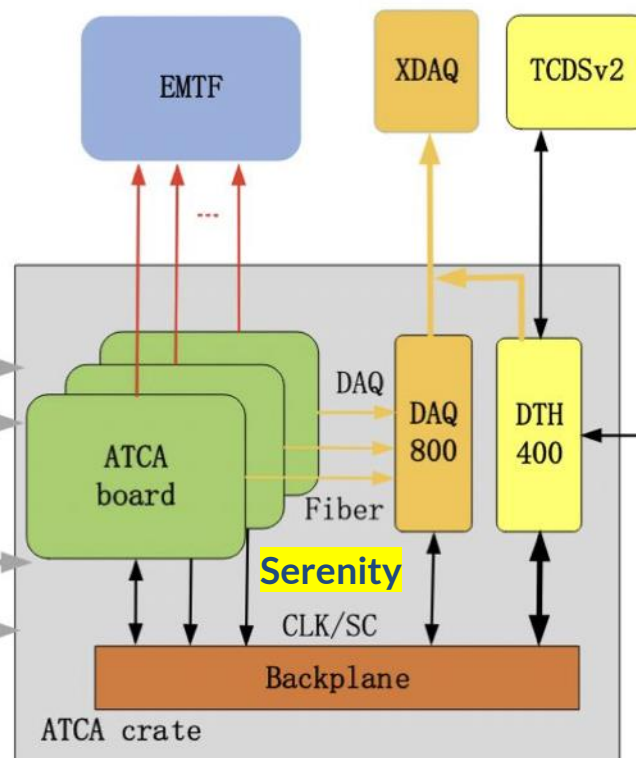 EMTF
XDAQ
TCDSv2
...
DAQ
DAQ
800
DTH
400
ATCA
board
Fiber
Serenity
CLK/SC
Backplane
ATCA crate